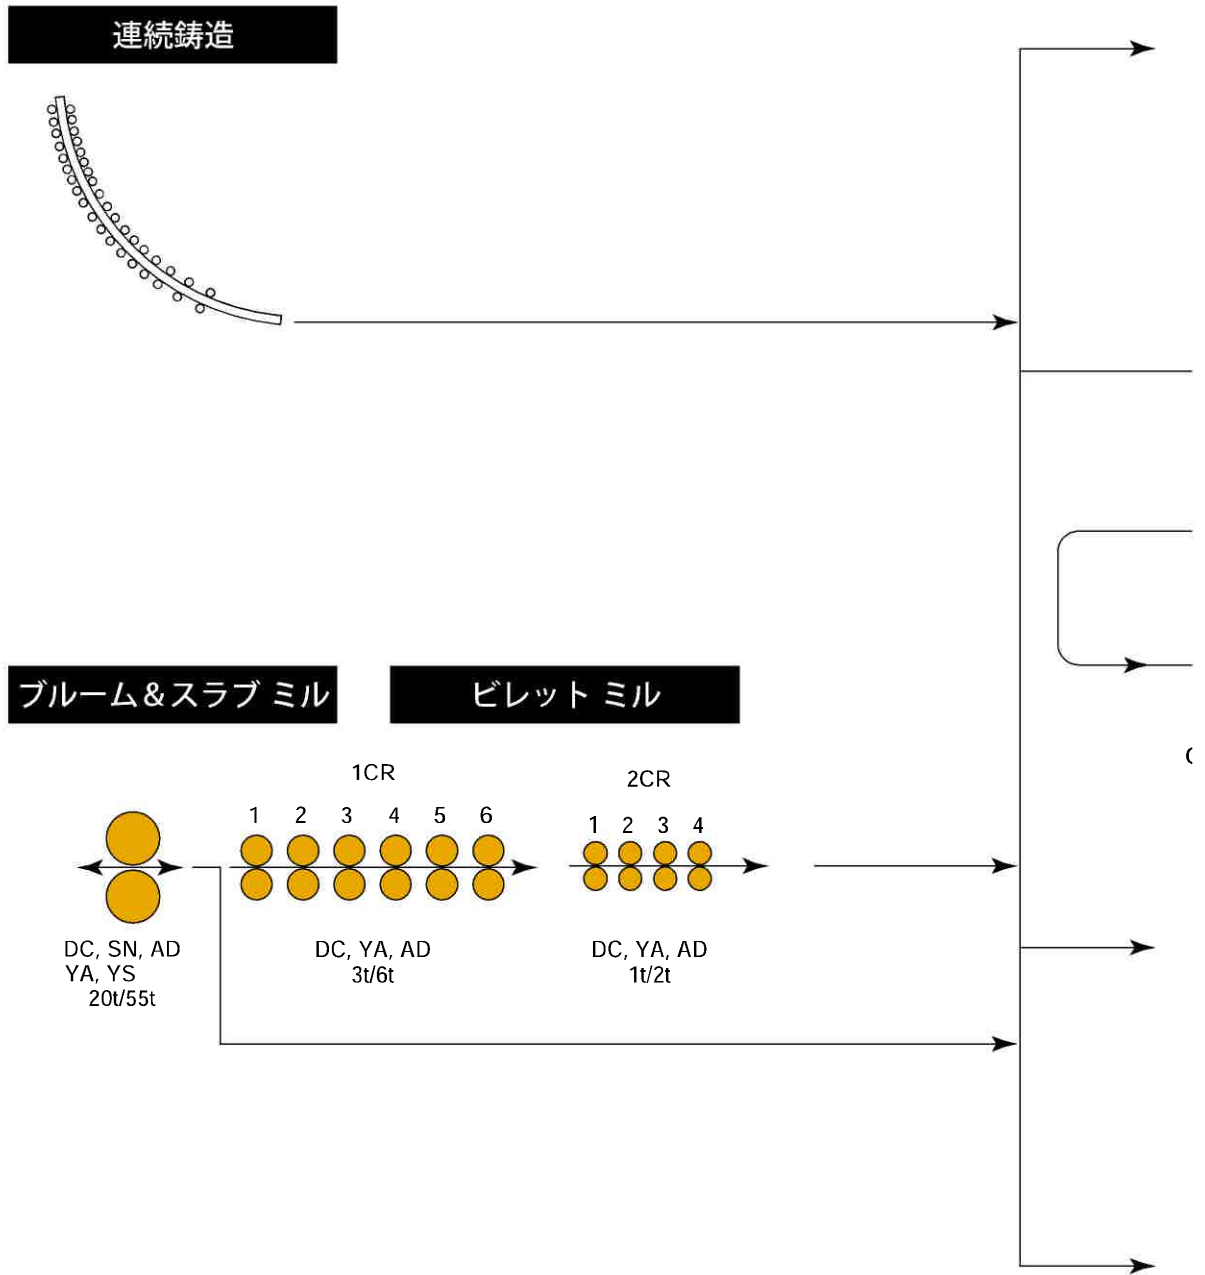 連続鋳造
ブルーム&スラブ ミル
ビレット ミル
1CR
1 2 3 4 5 6
2CR
1 2 3 4
DC, SN, AD
YA, YS
20t/55t
DC, YA, AD
3t/6t
DC, YA, AD
1t/2t